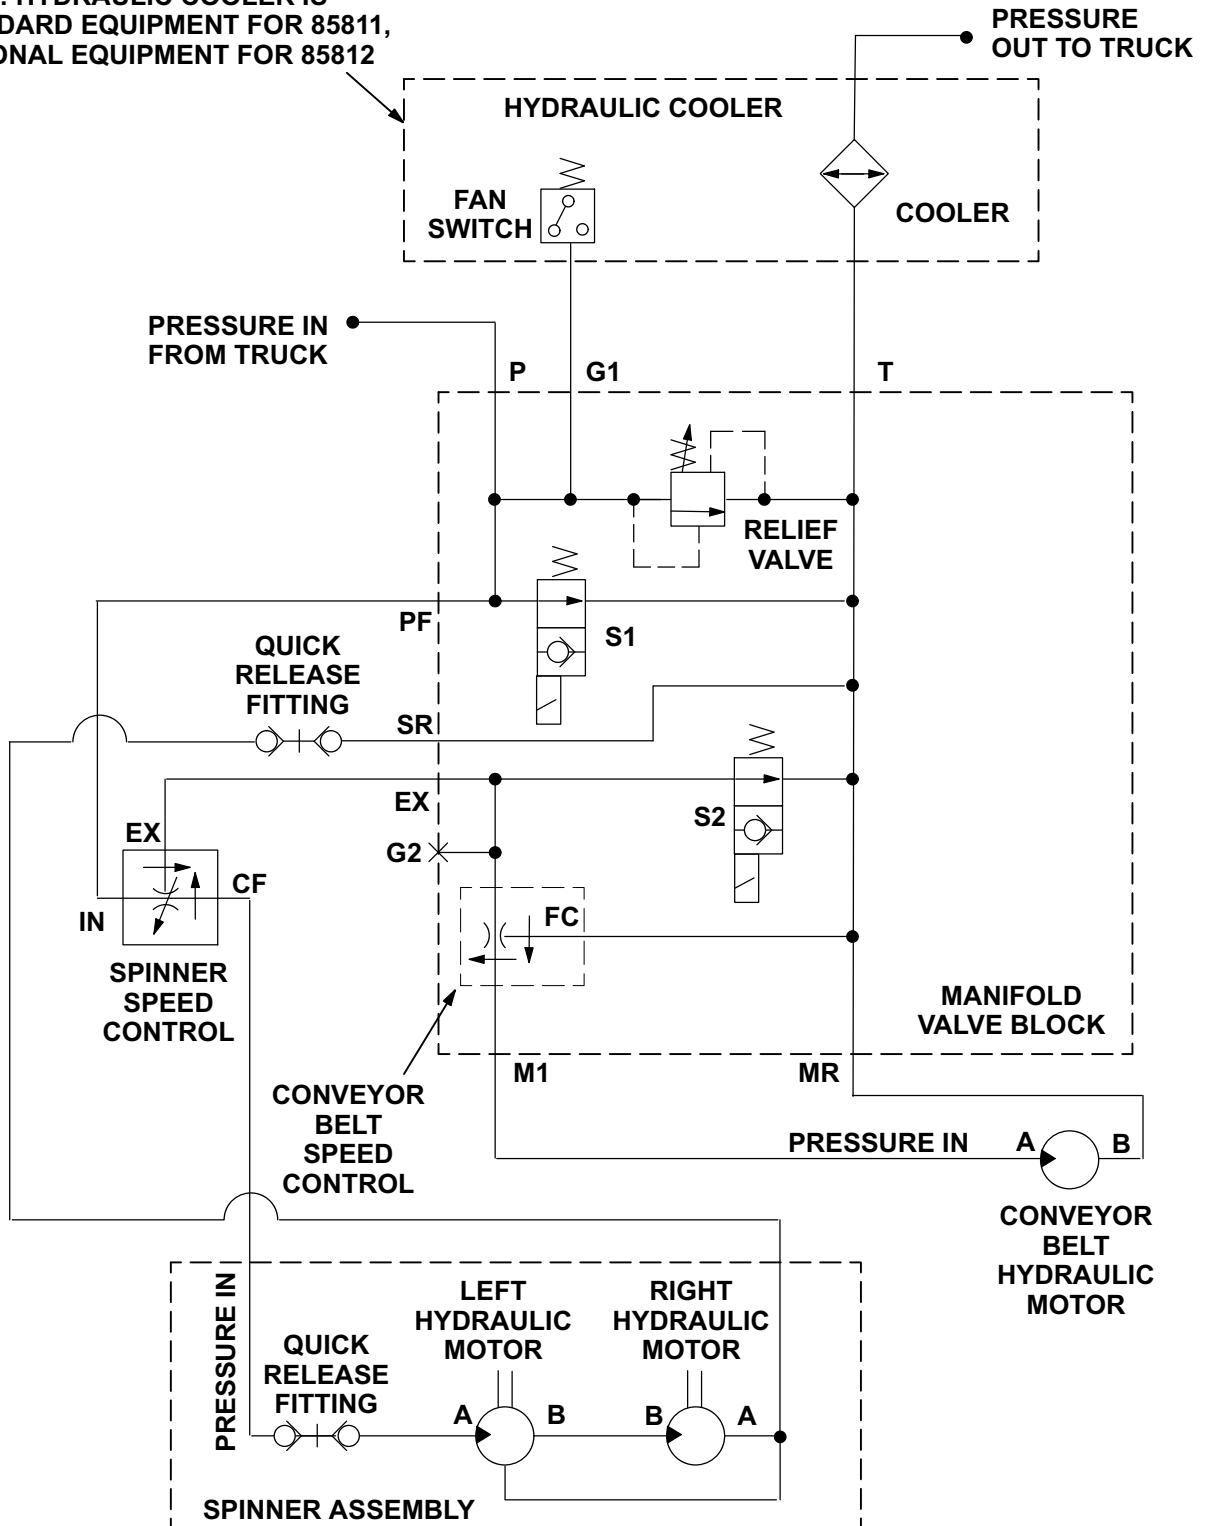 : HYDRAULIC COOLER IS
DARD EQUIPMENT FOR 85811,
ONAL EQUIPMENT FOR 85812
PRESSURE
OUT TO TRUCK
HYDRAULIC COOLER
FAN
SWITCH
COOLER
PRESSURE IN
FROM TRUCK
P
G1
T
RELIEF
VALVE
PF
S1
QUICK
RELEASE
FITTING
SR
EX
S2
EX
G2
CF
IN
FC
SPINNER
SPEED
CONTROL
MANIFOLD
VALVE BLOCK
M1
MR
CONVEYOR
BELT
SPEED
CONTROL
PRESSURE IN
A
B
CONVEYOR
BELT
HYDRAULIC
MOTOR
PRESSURE IN
LEFT
HYDRAULIC
MOTOR
RIGHT
HYDRAULIC
MOTOR
QUICK
RELEASE
FITTING
A
B
B
A
SPINNER ASSEMBLY